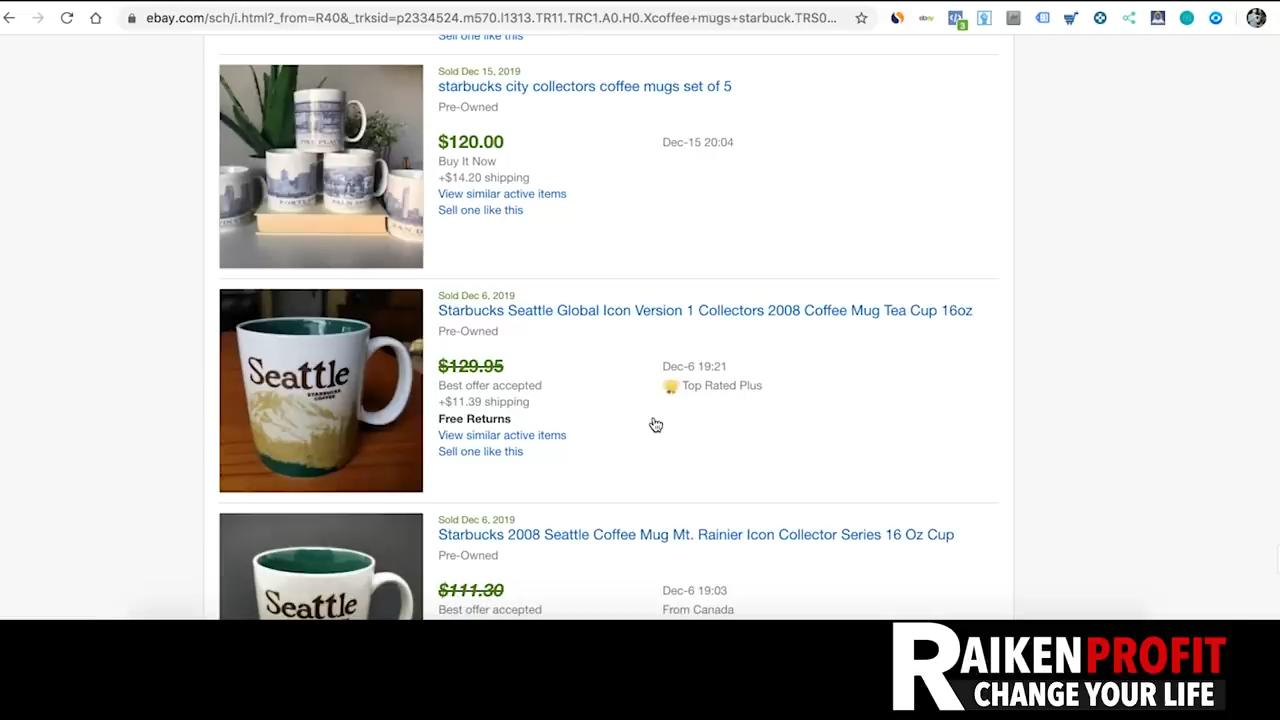 ebay.com/sch/i.html?_from=R40&_trksid=p2334524.m570.l1313.TR11.TRC1.A0.H0.Xcoffee+mugs+starbuck.TRS0...
ebay
3
Sell one like this
Sold Dec 15, 2019
starbucks city collectors coffee mugs set of 5
Pre-Owned
$120.00
Dec-15 20:04
Buy It Now
+$14.20 shipping
View similar active items
Sell one like this
Sold Dec 6, 2019
Starbucks Seattle Global Icon Version 1 Collectors 2008 Coffee Mug Tea Cup 16oz
Pre-Owned
$129.95
Dec-6 19:21
Best offer accepted
Top Rated Plus
+$11.39 shipping
Free Returns
View similar active items
Sell one like this
Seattle
STARBUCKS
COFFEE
Sold Dec 6, 2019
Starbucks 2008 Seattle Coffee Mug Mt. Rainier Icon Collector Series 16 Oz Cup
Pre-Owned
$111.30
Dec-6 19:03
Best offer accepted
From Canada
Seattle
RAIKENPROFIT
CHANGE YOUR LIFE